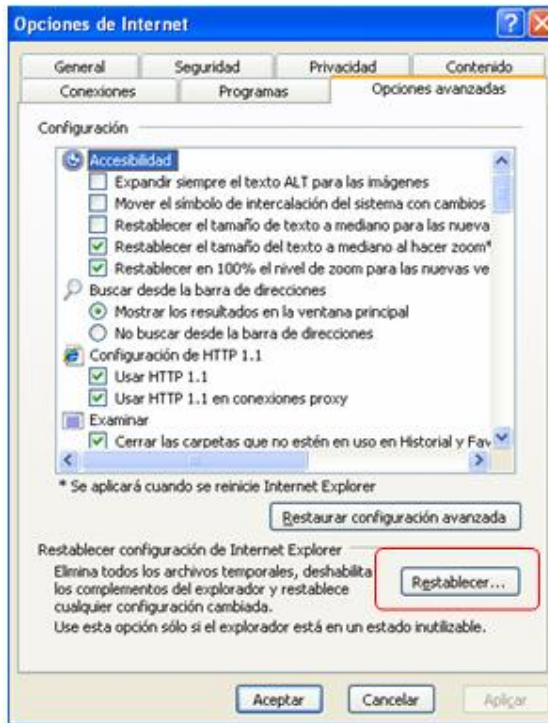 Opciones de Internet
General Seguridad Privacidad Contenido
Conexiones Programas Opciones avanzadas
Configuración
Accesibilidad
Expandir siempre el texto ALT para las imágenes
Mover el símbolo de intercalación del sistema con cambios
Restablecer el tamaño de texto a mediano para las nueva
Restablecer el tamaño del texto a mediano al hacer zoom*
Restablecer en 100% el nivel de zoom para las nuevas ve
Buscar desde la barra de direcciones
Mostrar los resultados en la ventana principal
No buscar desde la barra de direcciones
Configuración de HTTP 1.1
Usar HTTP 1.1
Usar HTTP 1.1 en conexiones proxy
Examinar
Cerrar las carpetas que no estén en uso en Historial y Fav
* Se aplicará cuando se reinicie Internet Explorer
Restaurar configuración avanzada
Restablecer configuración de Internet Explorer
Elimina todos los archivos temporales, deshabilita
los complementos del explorador y restablece
cualquier configuración cambiada.
Restablecer...
Use esta opción sólo si el explorador está en un estado inutilizable.
Aceptar Cancelar Aplicar